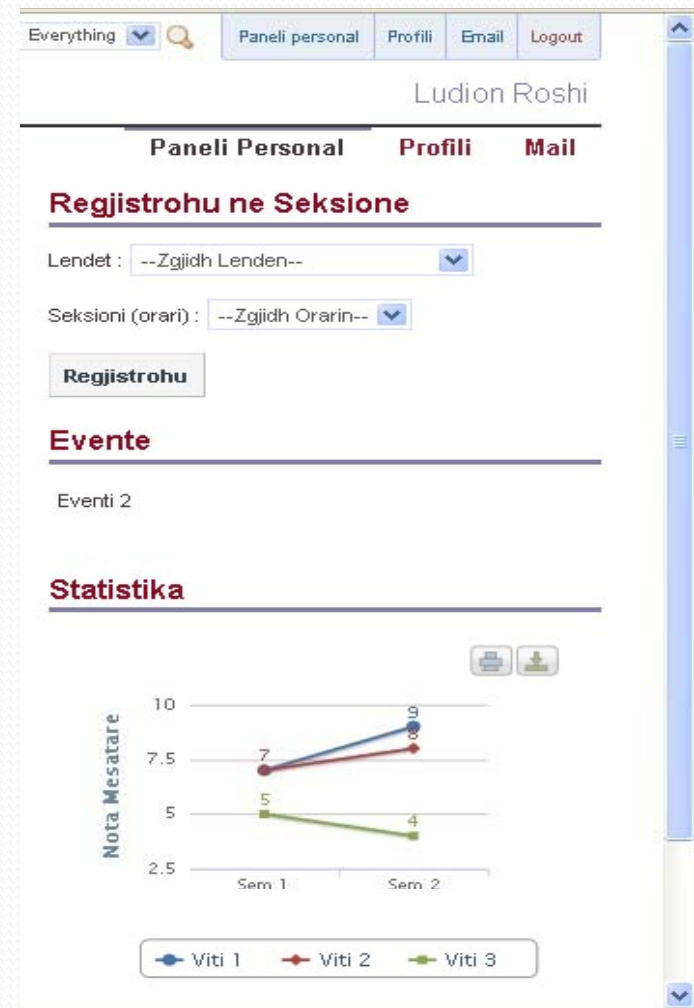 Everything Paneli personal Profili Email Logout
Ludion Roshi
Paneli Personal Profili Mail
Regjistrohu ne Seksione
Lendet : --Zgjidh Lenden--
Seksioni (orari) : --Zgjidh Orarin--
Regjistrohu
Evente
Eventi 2
Statistika
Nota Mesatare
10
7.5
5
2.5
9
8
7
5
4
Sem 1 Sem 2
Viti 1 Viti 2 Viti 3